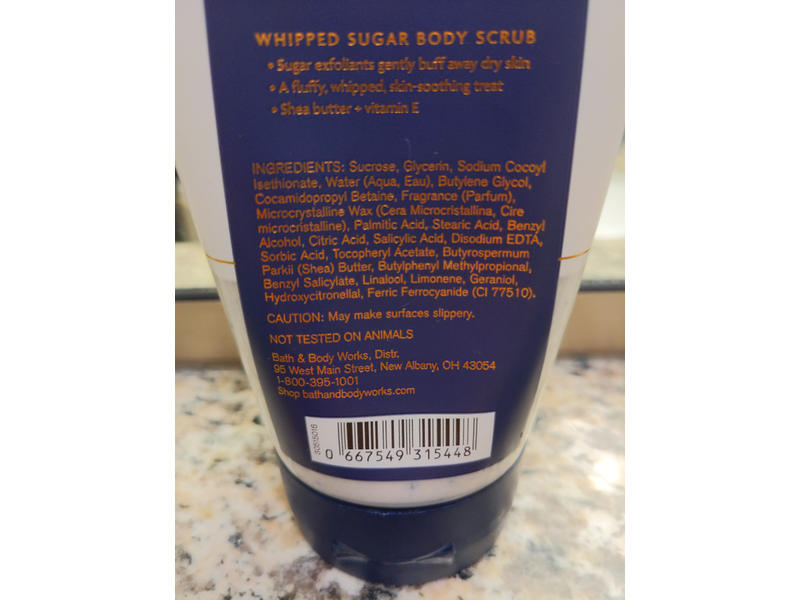 WHIPPED SUGAR BODY SCRUB
• Sugar exfoliants gently buff away dry skin
• A fluffy, whipped, skin-soothing treat
• Shea butter + vitamin E
INGREDIENTS: Sucrose, Glycerin, Sodium Cocoyl
Isethionate, Water (Aqua, Eau), Butylene Glycol,
Cocamidopropyl Betaine, Fragrance (Parfum),
Microcrystalline Wax (Cera Microcristallina, Cire
microcristalline), Palmitic Acid, Stearic Acid, Benzyl
Alcohol, Citric Acid, Salicylic Acid, Disodium EDTA,
Sorbic Acid, Tocopheryl Acetate, Butyrospermum
Parkii (Shea) Butter, Butylphenyl Methylpropional,
Benzyl Salicylate, Linalool, Limonene, Geraniol,
Hydroxycitronellal, Ferric Ferrocyanide (CI 77510).
CAUTION: May make surfaces slippery.
NOT TESTED ON ANIMALS
Bath & Body Works, Distr.
95 West Main Street, New Albany, OH 43054
1-800-395-1001
Shop bathandbodyworks.com
30515016
0 667549 315448